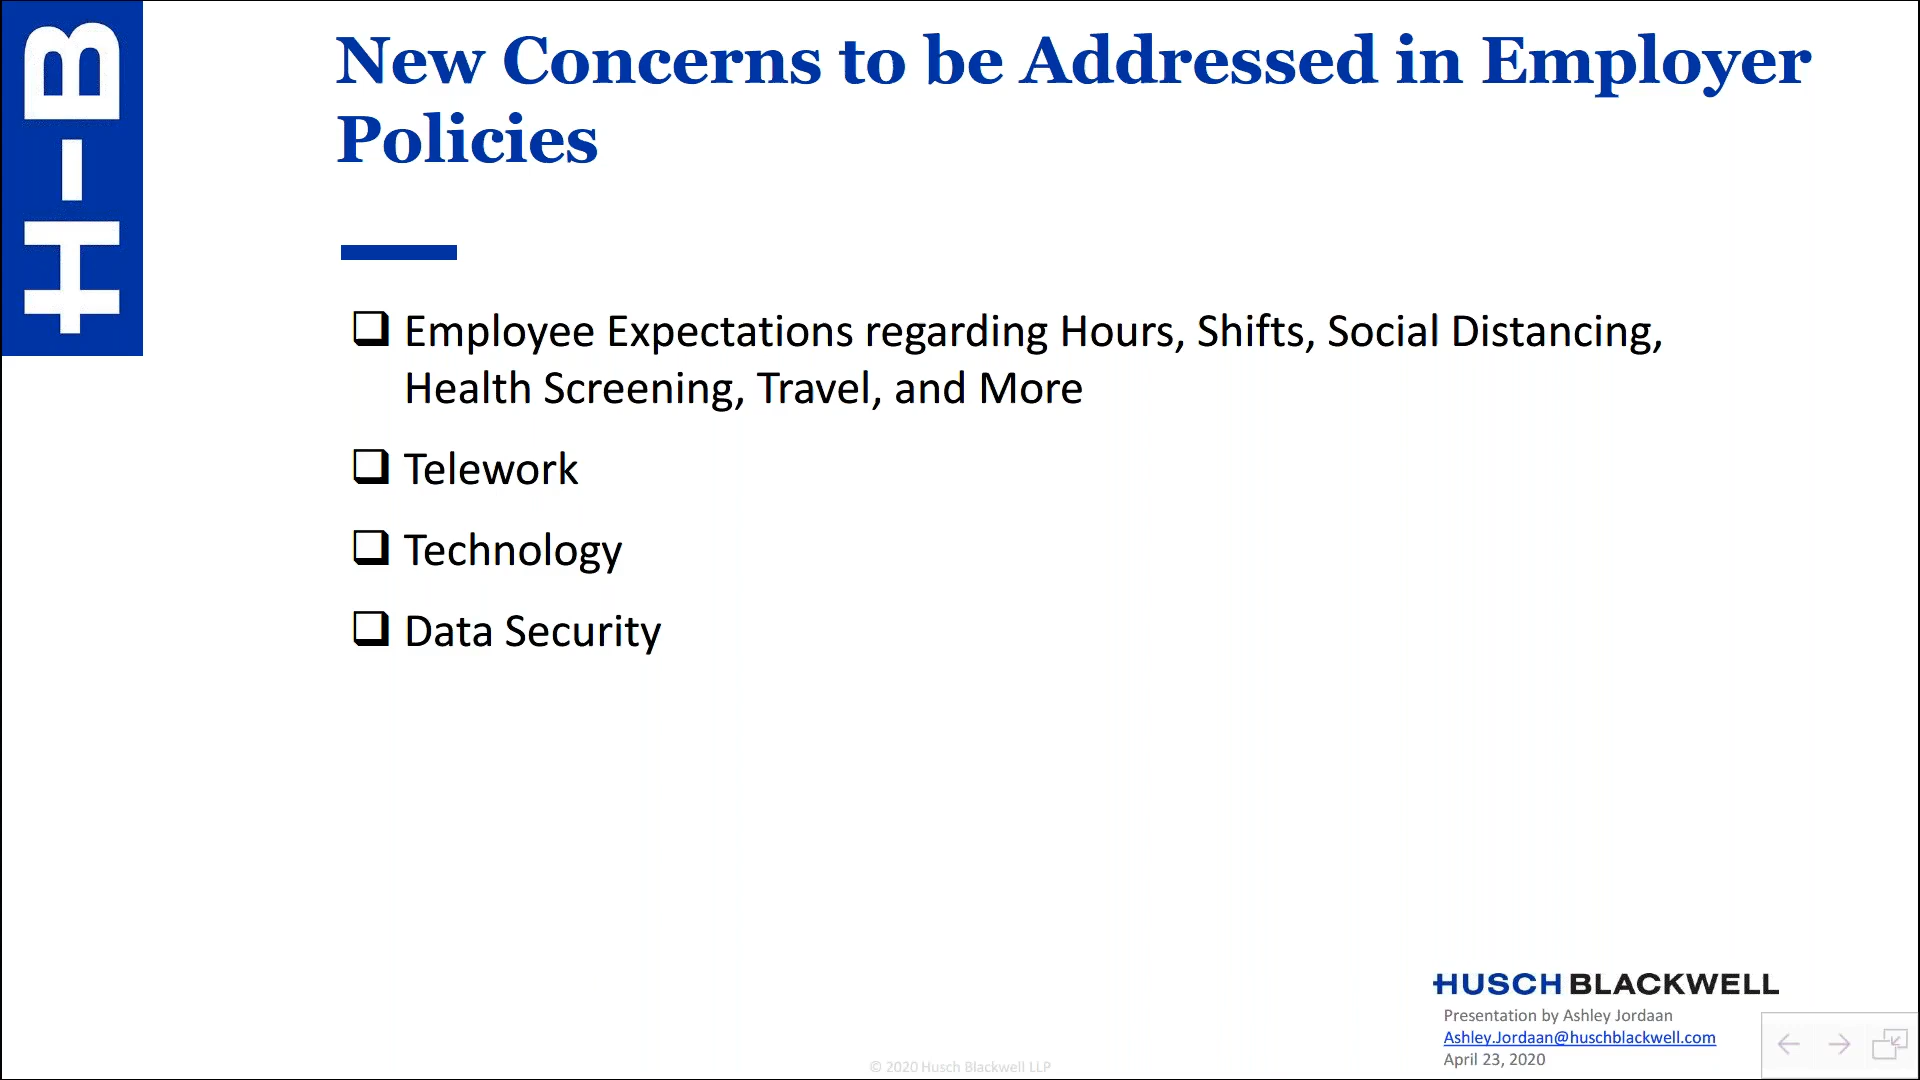 H-B
New Concerns to be Addressed in Employer
Policies
Employee Expectations regarding Hours, Shifts, Social Distancing,
Health Screening, Travel, and More
Telework
Technology
Data Security
HUSCH BLACKWELL
Presentation by Ashley Jordaan
Ashley.Jordaan@huschblackwell.com
April 23, 2020
© 2020 Husch Blackwell LLP